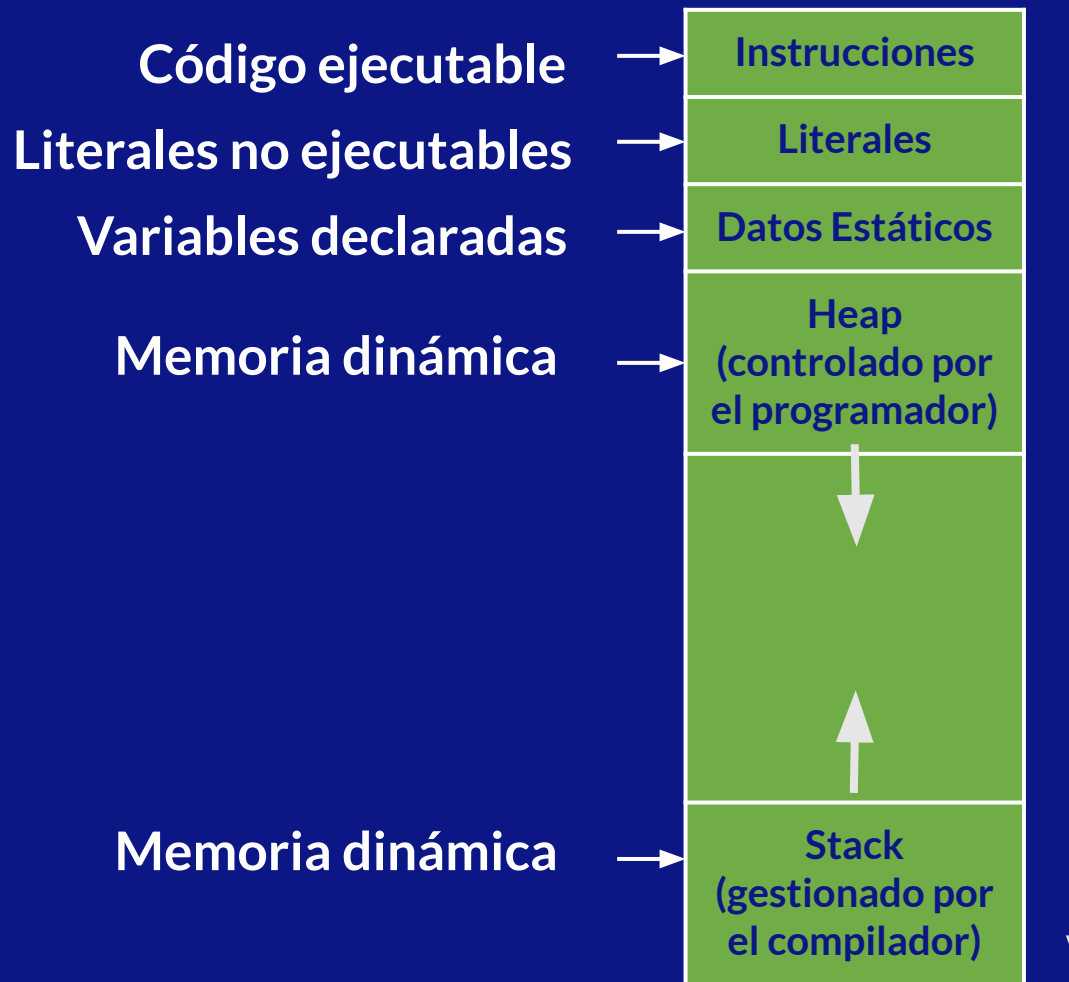 Código ejecutable
Instrucciones
Literales no ejecutables
Literales
Variables declaradas
Datos Estáticos
Memoria dinámica
Heap
(controlado por
el programador)
Memoria dinámica
Stack
(gestionado por
el compilador)